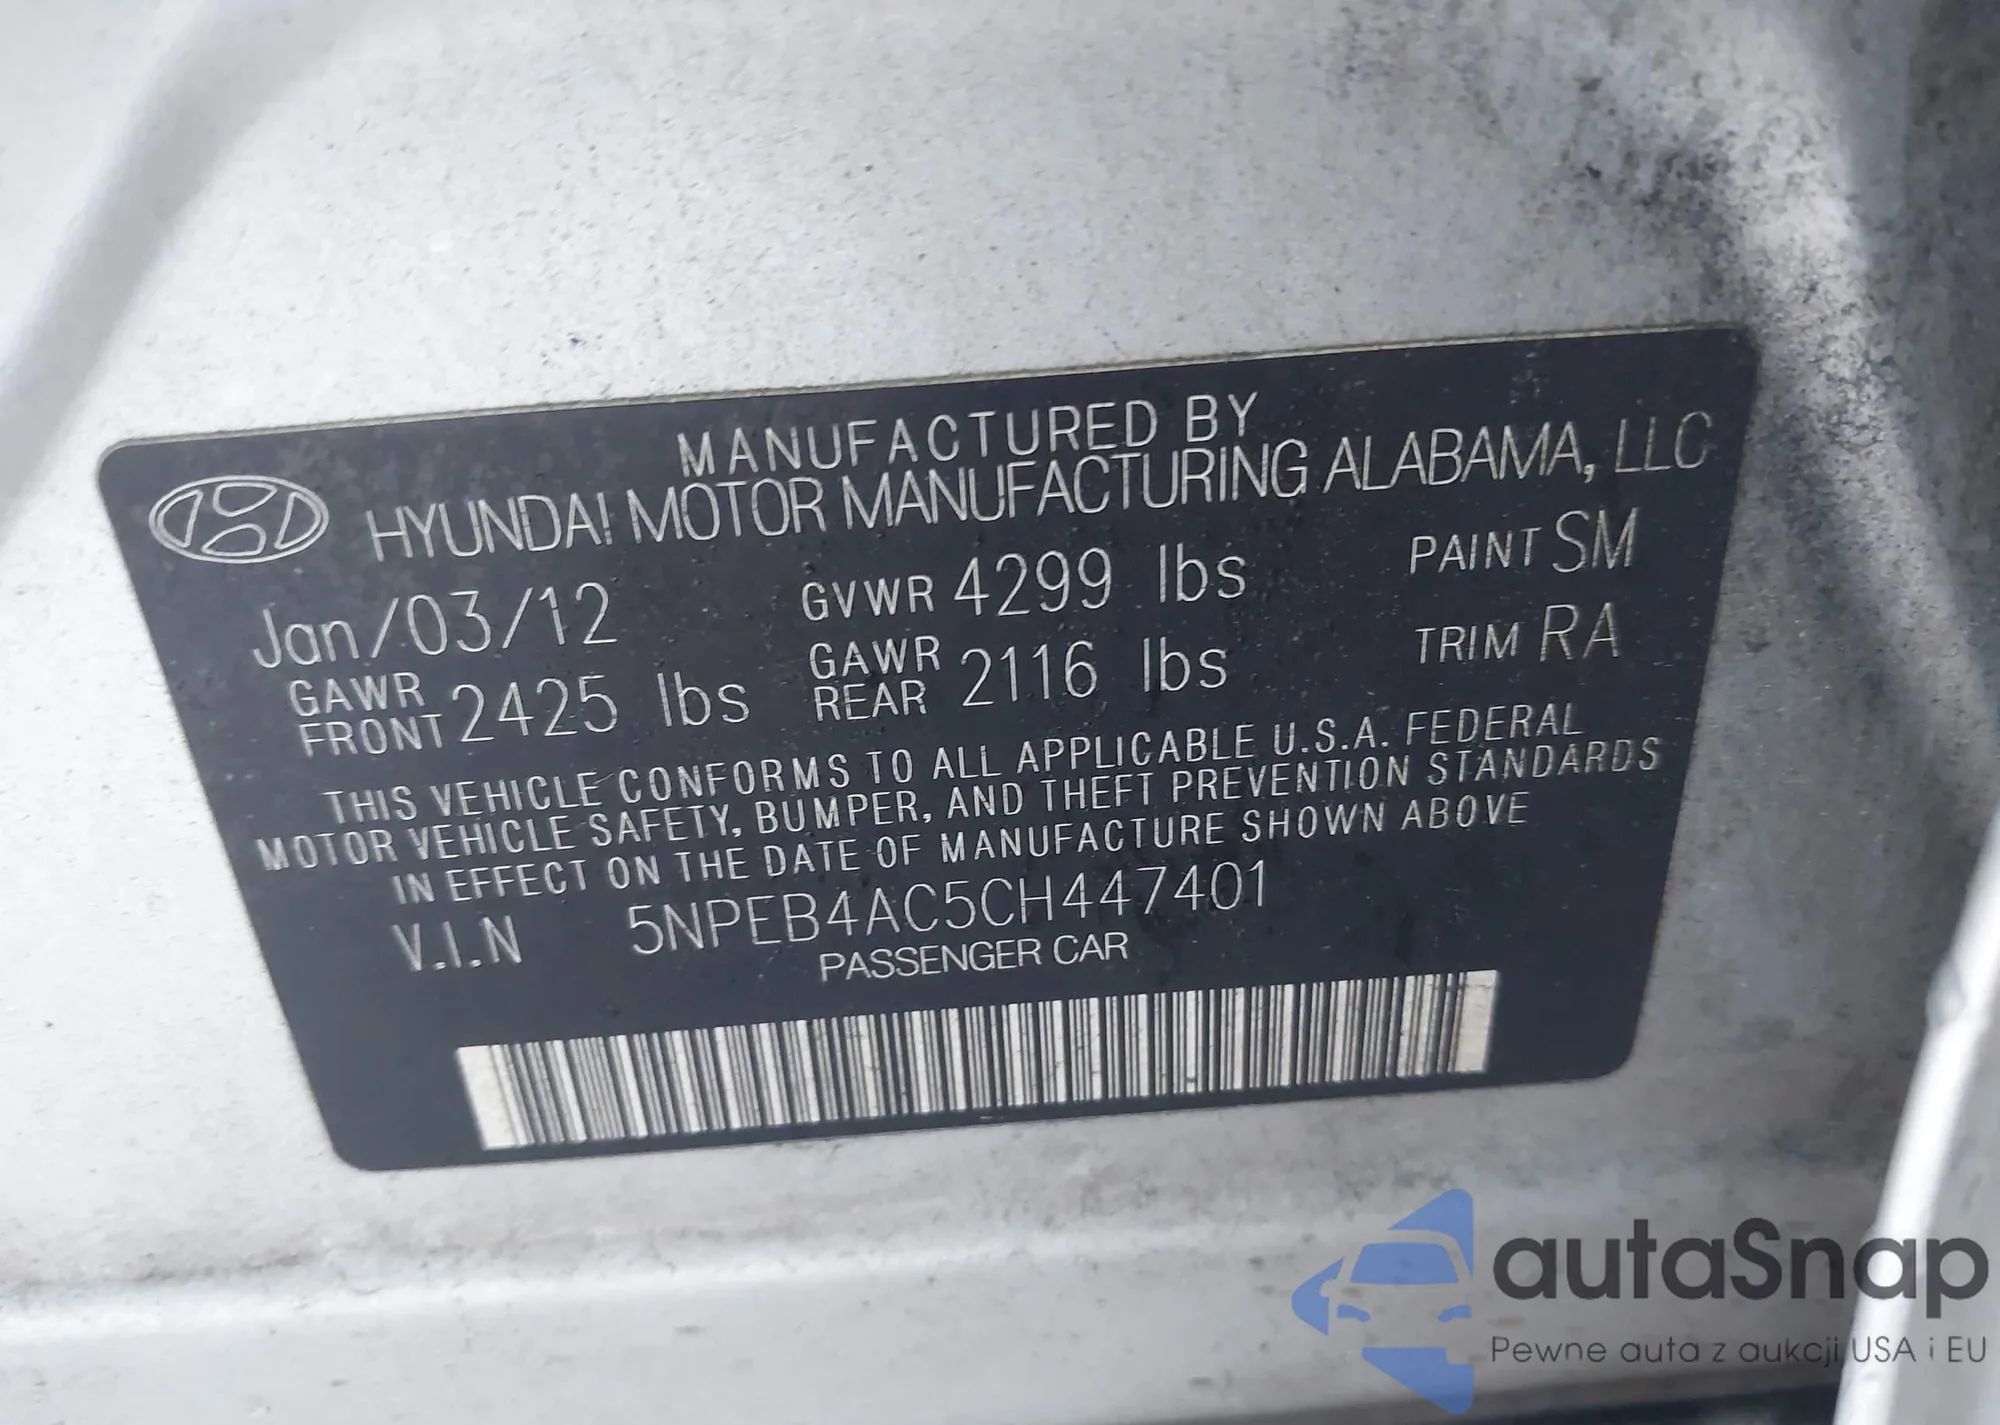 MANUFACTURED BY
HYUNDAI MOTOR MANUFACTURING ALABAMA, LLC
Jan/03/12 GVWR 4299 lbs PAINT SM
GAWR FRONT 2425 lbs GAWR REAR 2116 lbs TRIM RA
THIS VEHICLE CONFORMS TO ALL APPLICABLE U.S.A. FEDERAL
MOTOR VEHICLE SAFETY, BUMPER, AND THEFT PREVENTION STANDARDS
IN EFFECT ON THE DATE OF MANUFACTURE SHOWN ABOVE
V.I.N 5NPEB4AC5CH447401
PASSENGER CAR
autaSnap
Pewne auta z aukcji USA i EU